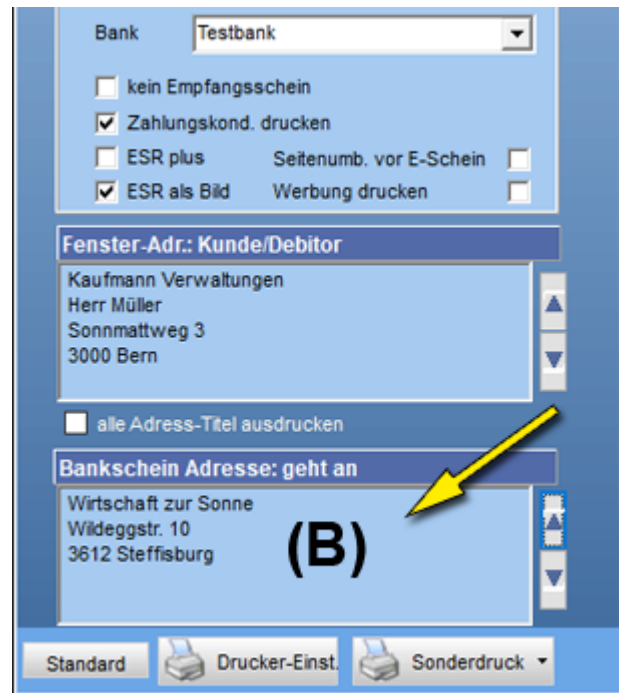 Bank Testbank
kein Empfangsschein
Zahlungskond. drucken
ESR plus Seitenumb. vor E-Schein
ESR als Bild Werbung drucken
Fenster-Adr.: Kunde/Debitor
Kaufmann Verwaltungen
Herr Müller
Sonnmattweg 3
3000 Bern
alle Adress-Titel ausdrucken
Bankschein Adresse: geht an
Wirtschaft zur Sonne
Wildeggstr. 10
3612 Steffisburg
(B)
Standard Drucker-Einst. Sonderdruck